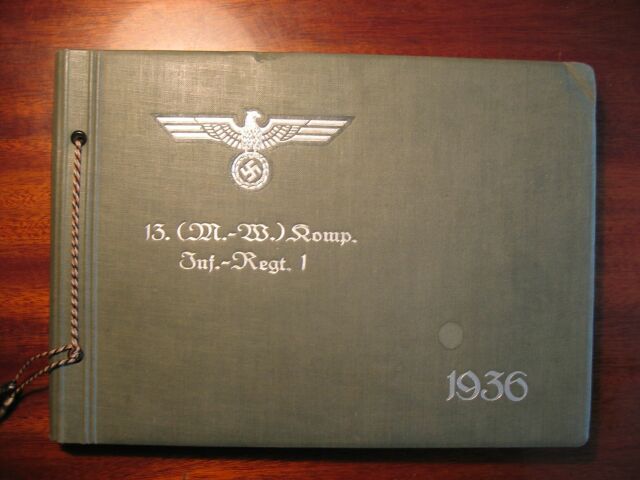 13. (M.-W.) Komp.
Inf.-Regt. 1
1936